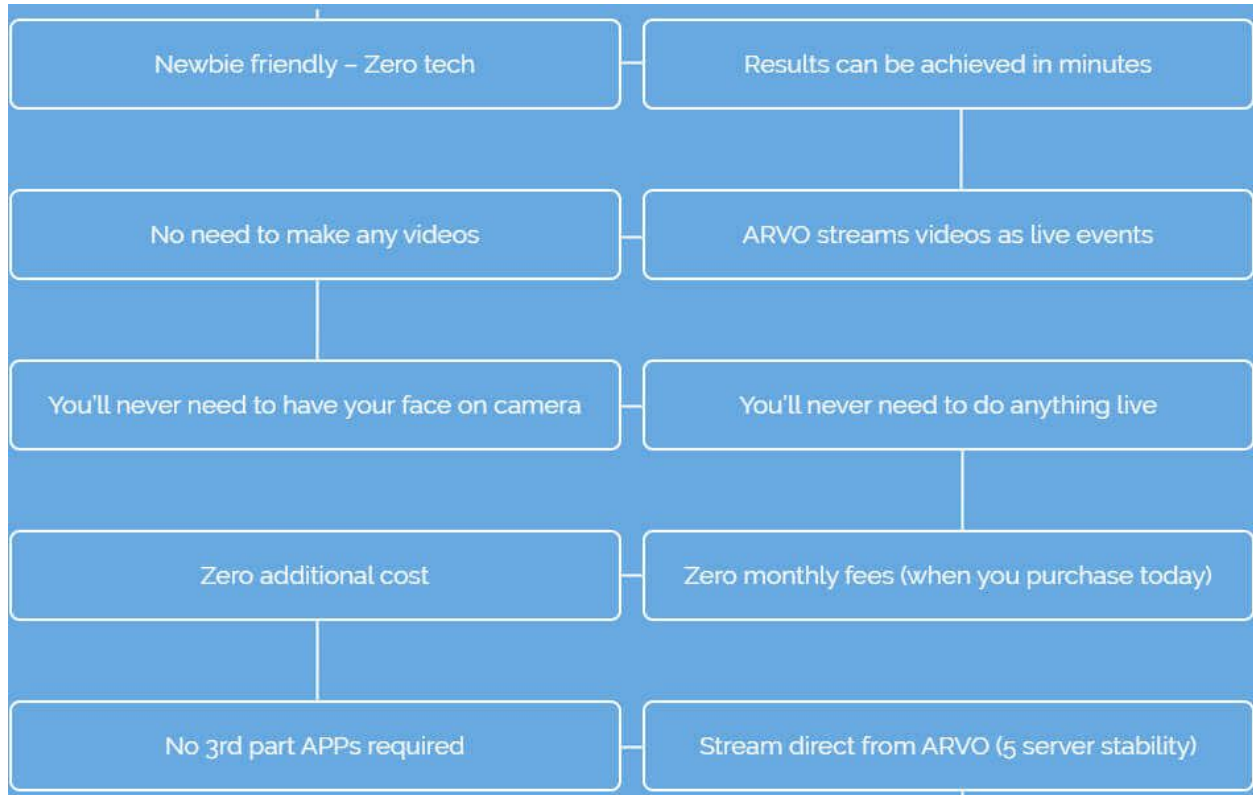 Newbie friendly – Zero tech
Results can be achieved in minutes
No need to make any videos
ARVO streams videos as live events
You'll never need to have your face on camera
You'll never need to do anything live
Zero additional cost
Zero monthly fees (when you purchase today)
No 3rd part APPs required
Stream direct from ARVO (5 server stability)